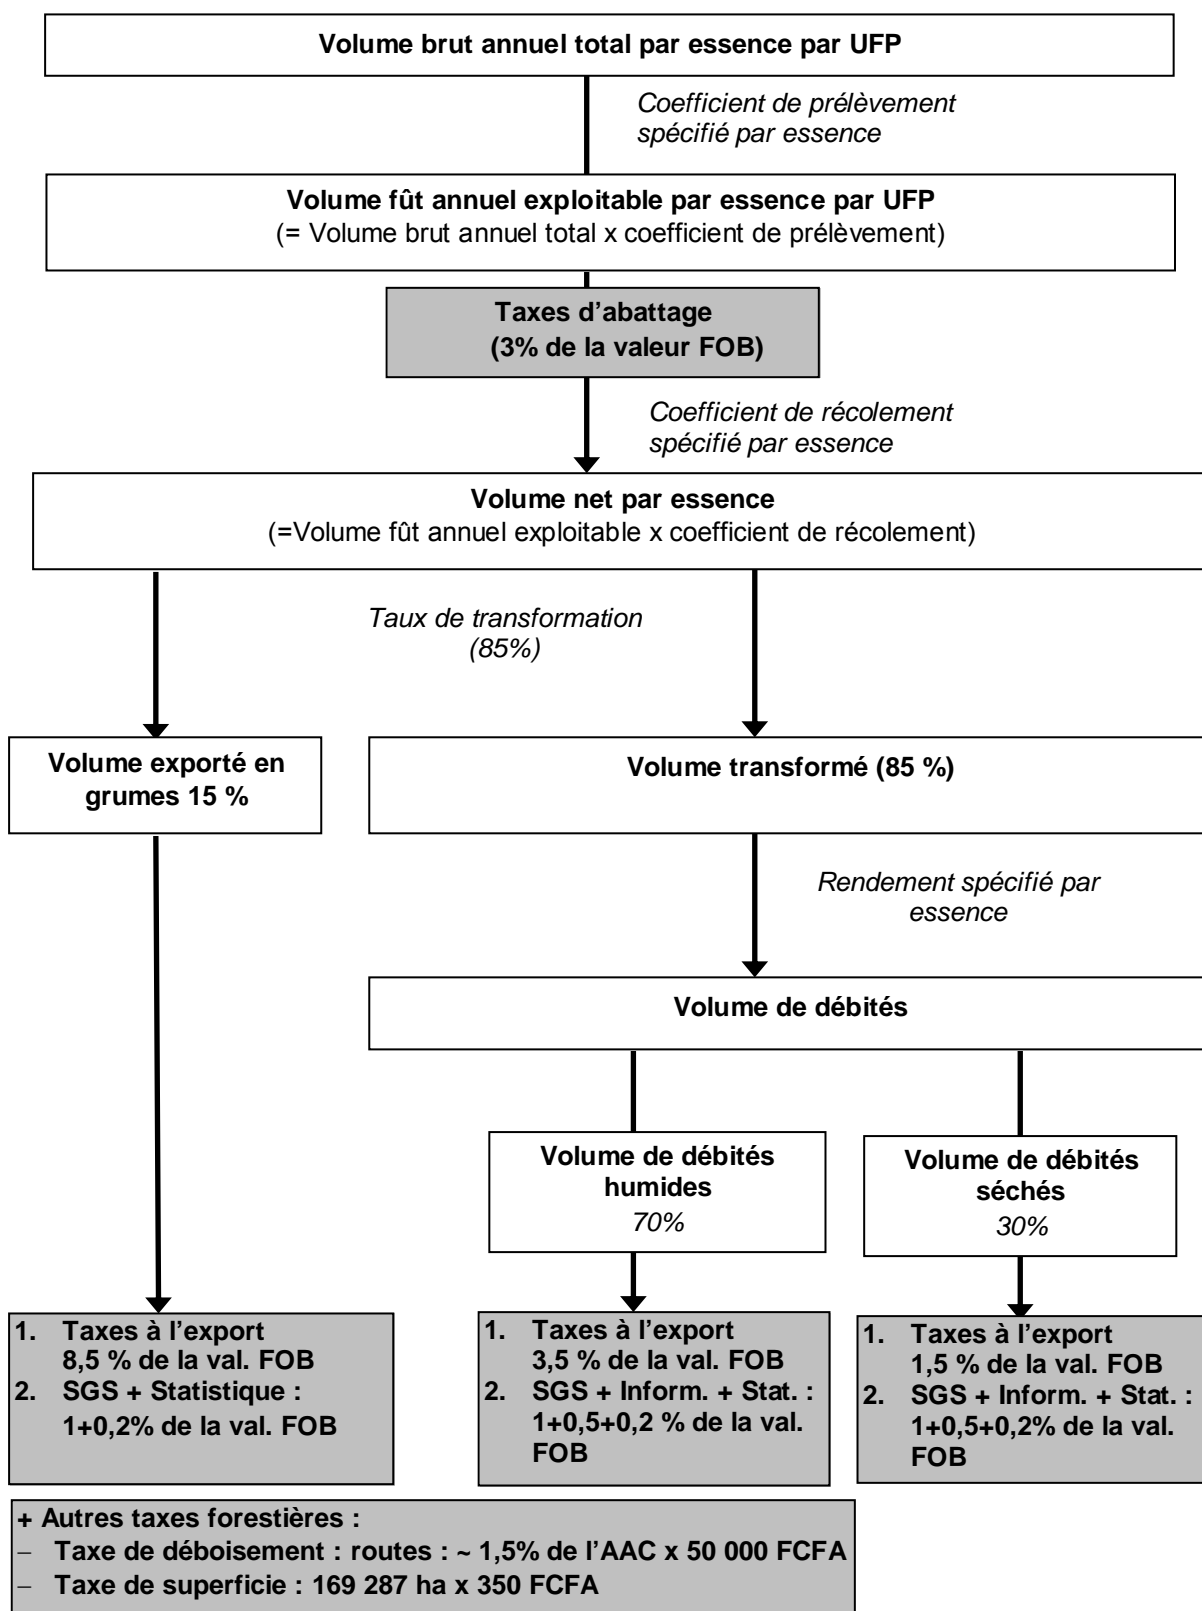 Volume brut annuel total par essence par UFP
Coefficient de prélèvement
spécifié par essence
Volume fût annuel exploitable par essence par UFP
(= Volume brut annuel total x coefficient de prélèvement)
Taxes d’abattage
(3% de la valeur FOB)
Coefficient de récolement
spécifié par essence
Volume net par essence
(=Volume fût annuel exploitable x coefficient de récolement)
Taux de transformation
(85%)
Volume exporté en
grumes 15 %
Volume transformé (85 %)
Rendement spécifié par
essence
Volume de débités
Volume de débités
humides
70%
Volume de débités
séchés
30%
1. Taxes à l’export
8,5 % de la val. FOB
2. SGS + Statistique :
1+0,2% de la val. FOB
1. Taxes à l’export
3,5 % de la val. FOB
2. SGS + Inform. + Stat. :
1+0,5+0,2 % de la val.
FOB
1. Taxes à l’export
1,5 % de la val. FOB
2. SGS + Inform. + Stat. :
1+0,5+0,2% de la val.
FOB
+ Autres taxes forestières :
– Taxe de déboisement : routes : ~ 1,5% de l’AAC x 50 000 FCFA
– Taxe de superficie : 169 287 ha x 350 FCFA